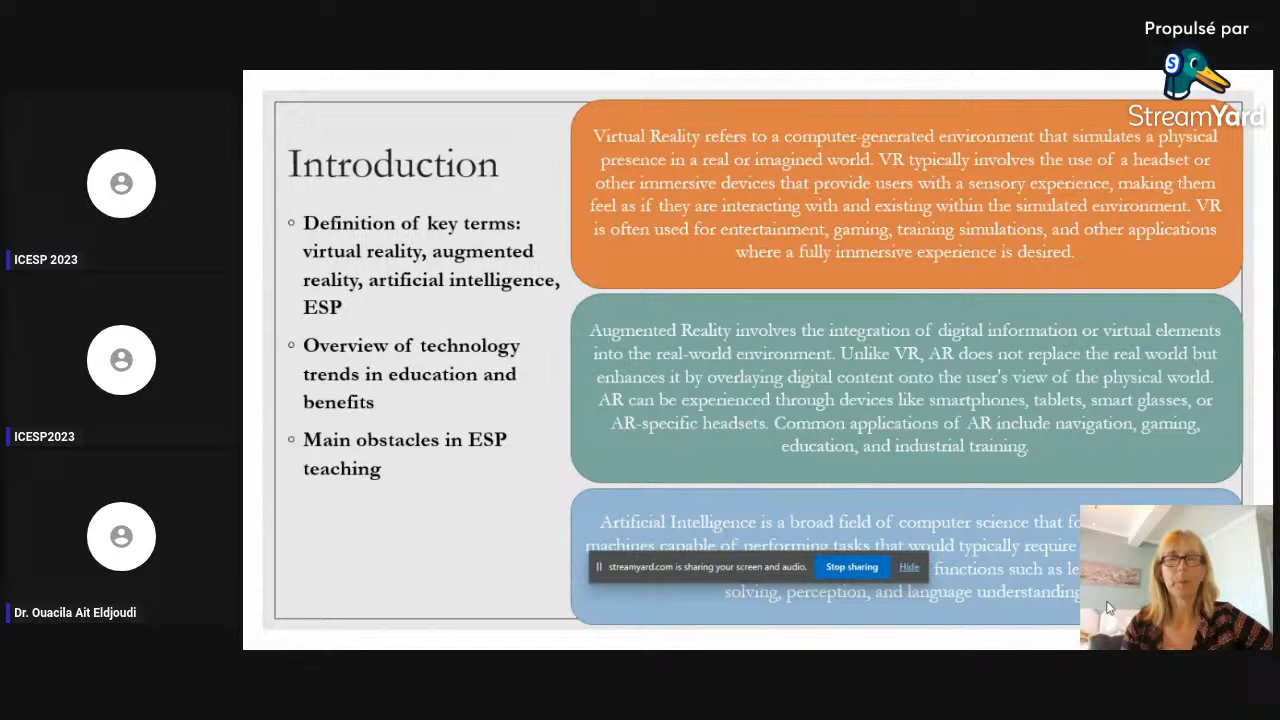 Propulsé par
StreamYard
ICESP 2023
ICESP2023
Dr. Ouacila Ait Eldjoudi
Introduction
Definition of key terms:
virtual reality, augmented
reality, artificial intelligence,
ESP
Overview of technology
trends in education and
benefits
Main obstacles in ESP
teaching
Virtual Reality refers to a computer-generated environment that simulates a physical
presence in a real or imagined world. VR typically involves the use of a headset or
other immersive devices that provide users with a sensory experience, making them
feel as if they are interacting with and existing within the simulated environment. VR
is often used for entertainment, gaming, training simulations, and other applications
where a fully immersive experience is desired.
Augmented Reality involves the integration of digital information or virtual elements
into the real-world environment. Unlike VR, AR does not replace the real world but
enhances it by overlaying digital content onto the user's view of the physical world.
AR can be experienced through devices like smartphones, tablets, smart glasses, or
AR-specific headsets. Common applications of AR include navigation, gaming,
education, and industrial training.
Artificial Intelligence is a broad field of computer science that
machines capable of performing tasks that would typically require
functions such as
solving, perception, and language understanding
streamyard.com is sharing your screen and audio.
Stop sharing
Hide